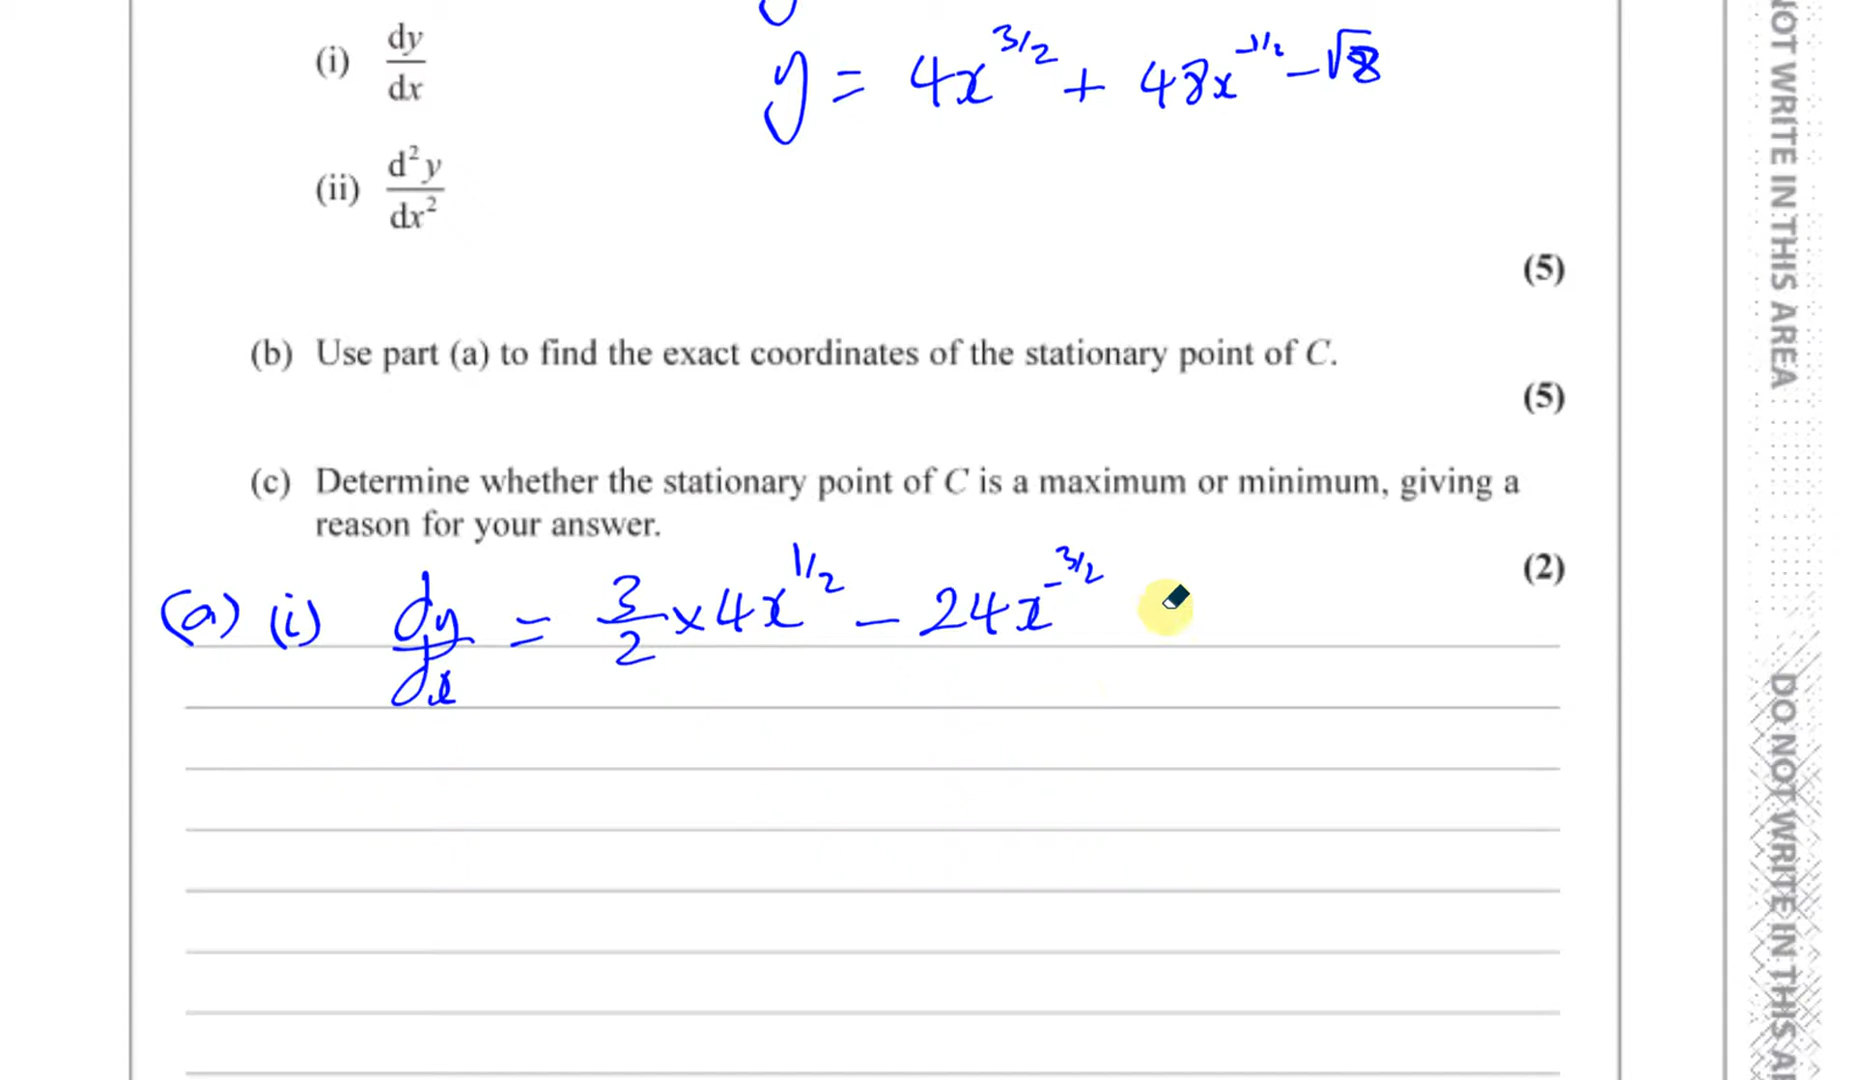 (i) dy/dx
y = 4x^3/2 + 48x^-1/2 - √8
(ii) d²y/dx²
(5)
(b) Use part (a) to find the exact coordinates of the stationary point of C.
(5)
(c) Determine whether the stationary point of C is a maximum or minimum, giving a
reason for your answer.
(2)
(a) (i) dy/dx = 3/2 × 4x^1/2 - 24x^-3/2
NOT WRITE IN THIS AREA
DO NOT WRITE IN THIS A